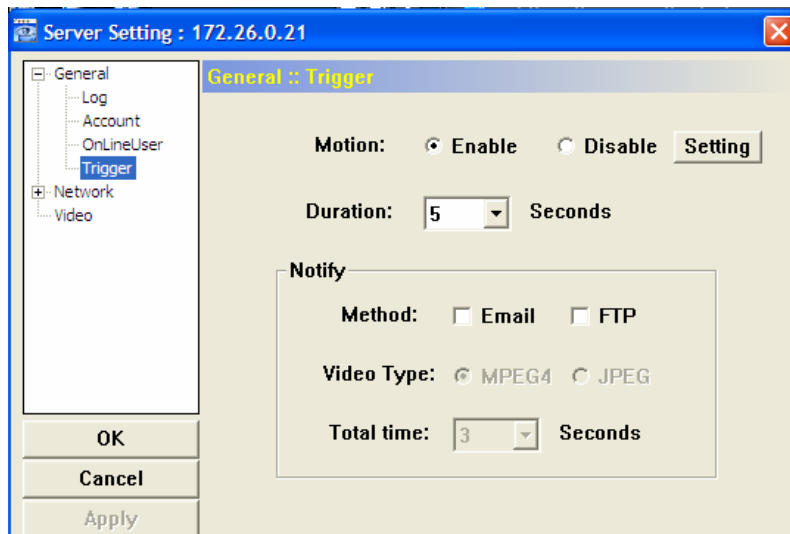 Server Setting : 172.26.0.21
General
Log
Account
OnLineUser
Trigger
Network
Video
OK
Cancel
Apply
General :: Trigger
Motion: Enable Disable Setting
Duration: 5 Seconds
Notify
Method: Email FTP
Video Type: MPEG4 JPEG
Total time: 3 Seconds